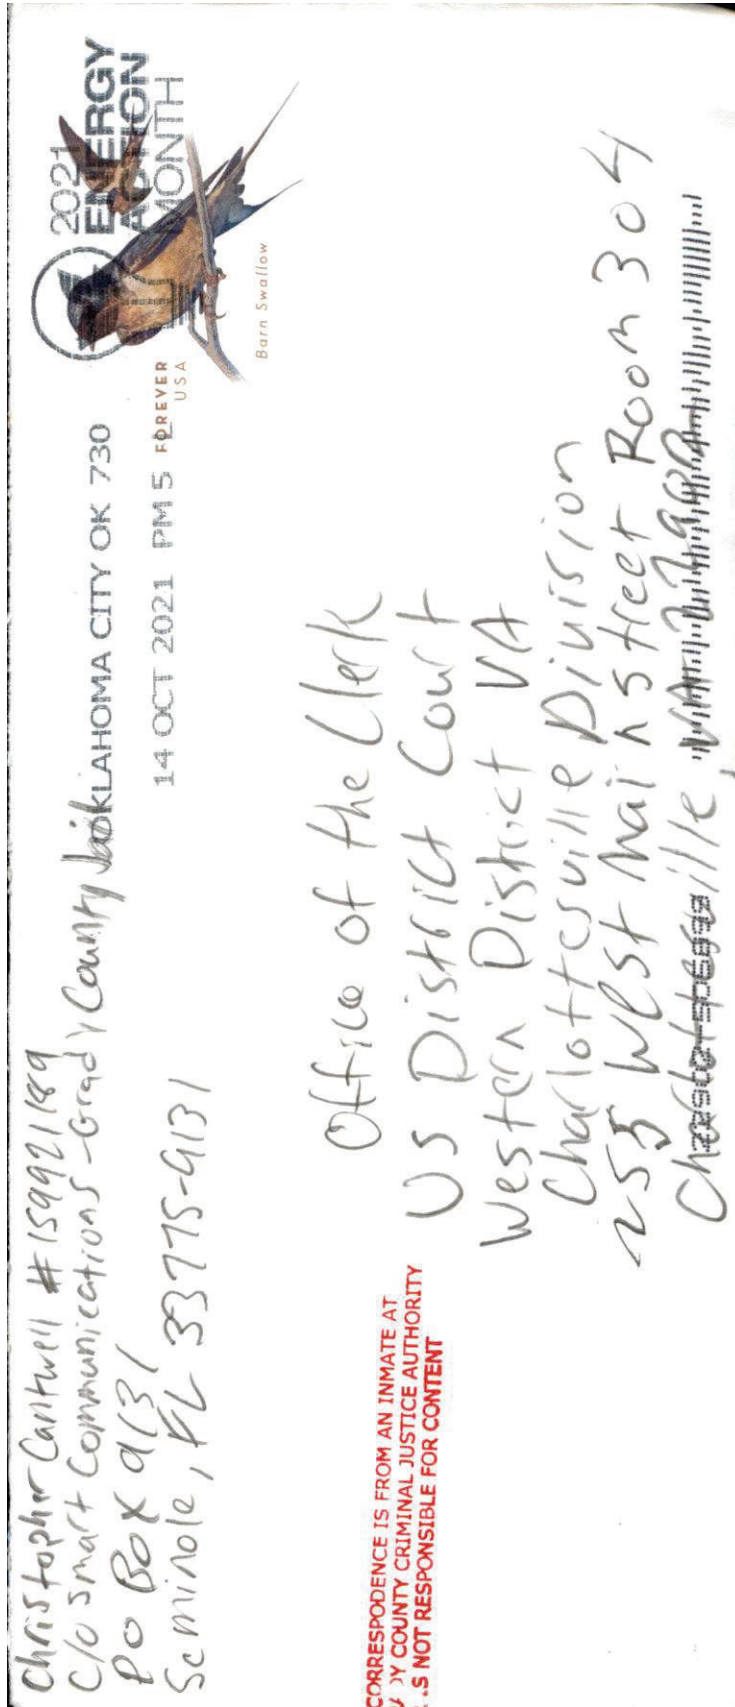 Christopher Cantwell #159921189
C/o Smart Communications - Grady County Jail
PO Box 9131
Seminole, FL 33775-9131
OKLAHOMA CITY OK 730
14 OCT 2021 PM 5 L
2021
ENERGY
ACTION
MONTH
FOREVER
USA
Barn Swallow
Office of the Clerk
US District Court
Western District VA
Charlottesville Division
255 West Main Street Room 304
Charlottesville, VA
CORRESPODENCE IS FROM AN INMATE AT
COUNTY CRIMINAL JUSTICE AUTHORITY
NOT RESPONSIBLE FOR CONTENT